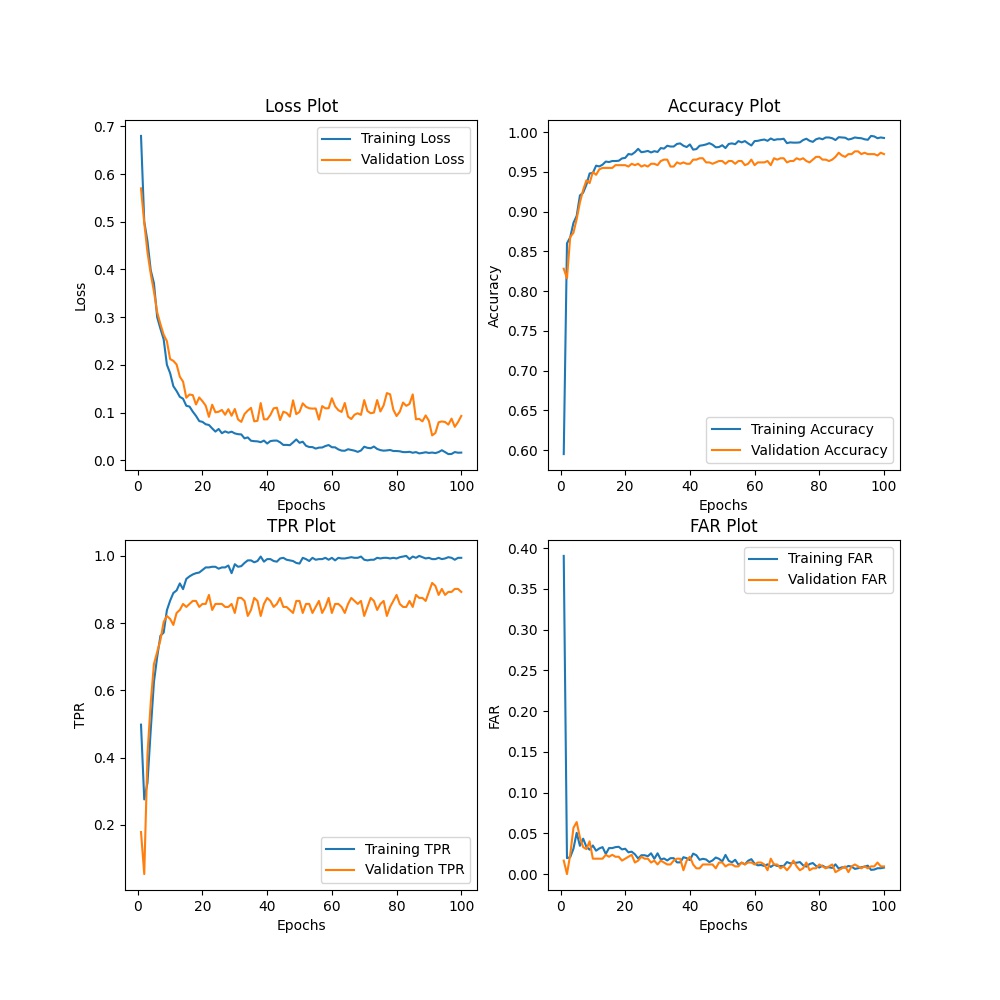 Loss Plot
Loss
0.7
0.6
0.5
0.4
0.3
0.2
0.1
0.0
Training Loss
Validation Loss
0 20 40 60 80 100
Epochs
Accuracy Plot
Accuracy
1.00
0.95
0.90
0.85
0.80
0.75
0.70
0.65
0.60
Training Accuracy
Validation Accuracy
0 20 40 60 80 100
Epochs
TPR Plot
TPR
1.0
0.8
0.6
0.4
0.2
Training TPR
Validation TPR
0 20 40 60 80 100
Epochs
FAR Plot
FAR
0.40
0.35
0.30
0.25
0.20
0.15
0.10
0.05
0.00
Training FAR
Validation FAR
0 20 40 60 80 100
Epochs